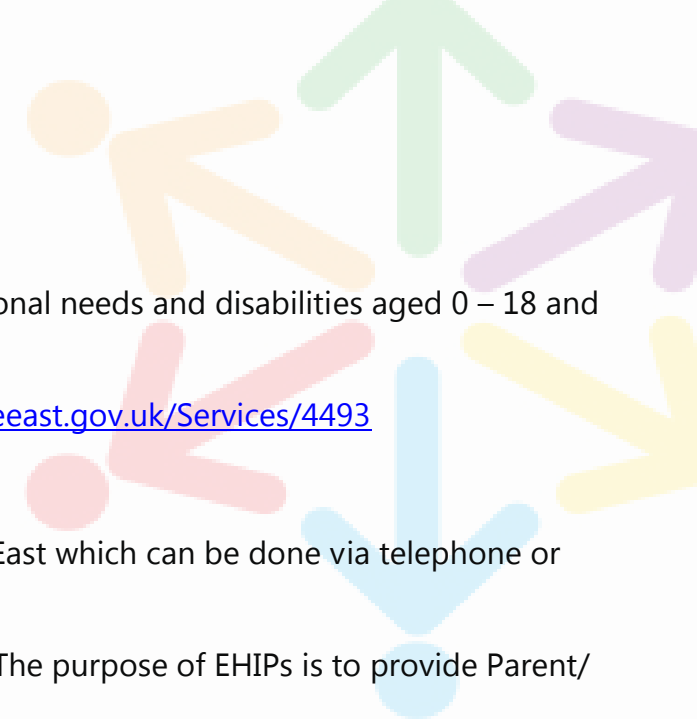 onal needs and disabilities aged 0 – 18 and
eeast.gov.uk/Services/4493
East which can be done via telephone or
The purpose of EHIPs is to provide Parent/